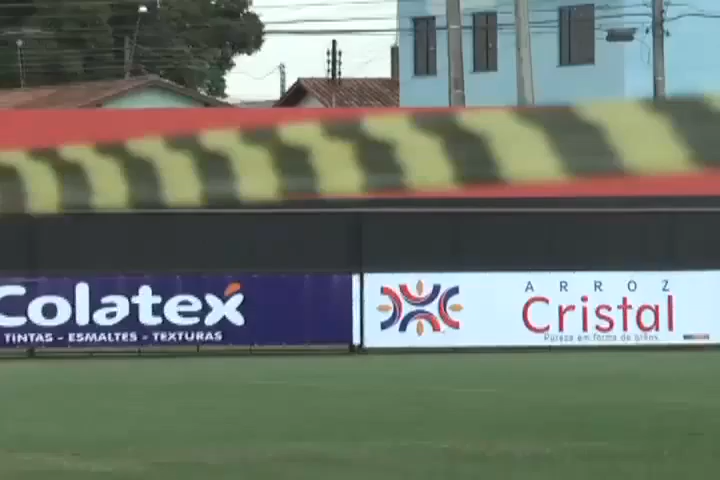 Colatex
TINTAS - ESMALTES - TEXTURAS
ARROZ
Cristal
Pureza em forma de grãos.